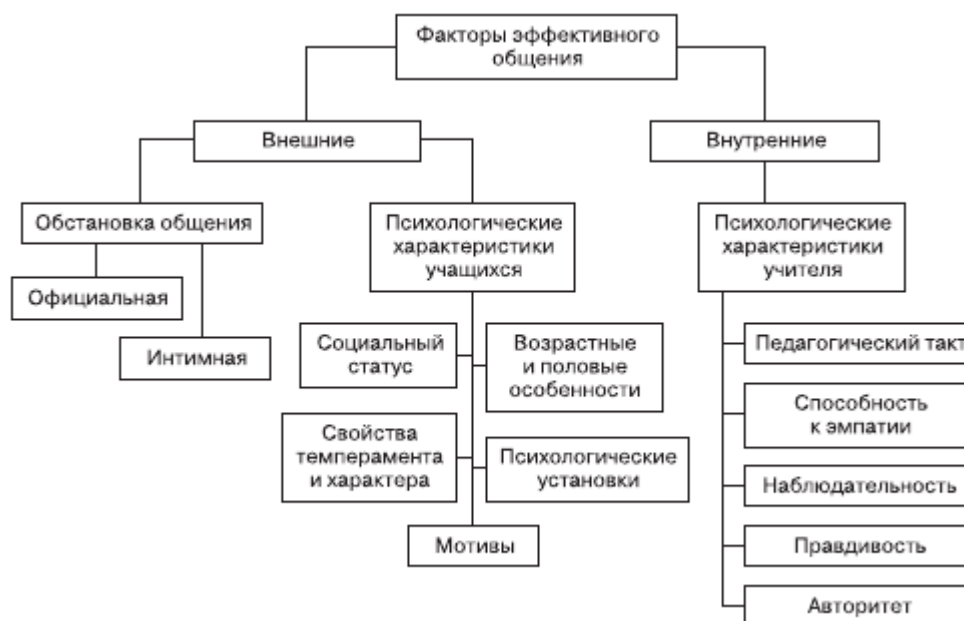 Факторы эффективного
общения
Внешние
Внутренние
Обстановка общения
Официальная
Интимная
Психологические
характеристики
учащихся
Социальный
статус
Возрастные
и половые
особенности
Свойства
темперамента
и характера
Психологические
установки
Мотивы
Психологические
характеристики
учителя
Педагогический такт
Способность
к эмпатии
Наблюдательность
Правдивость
Авторитет